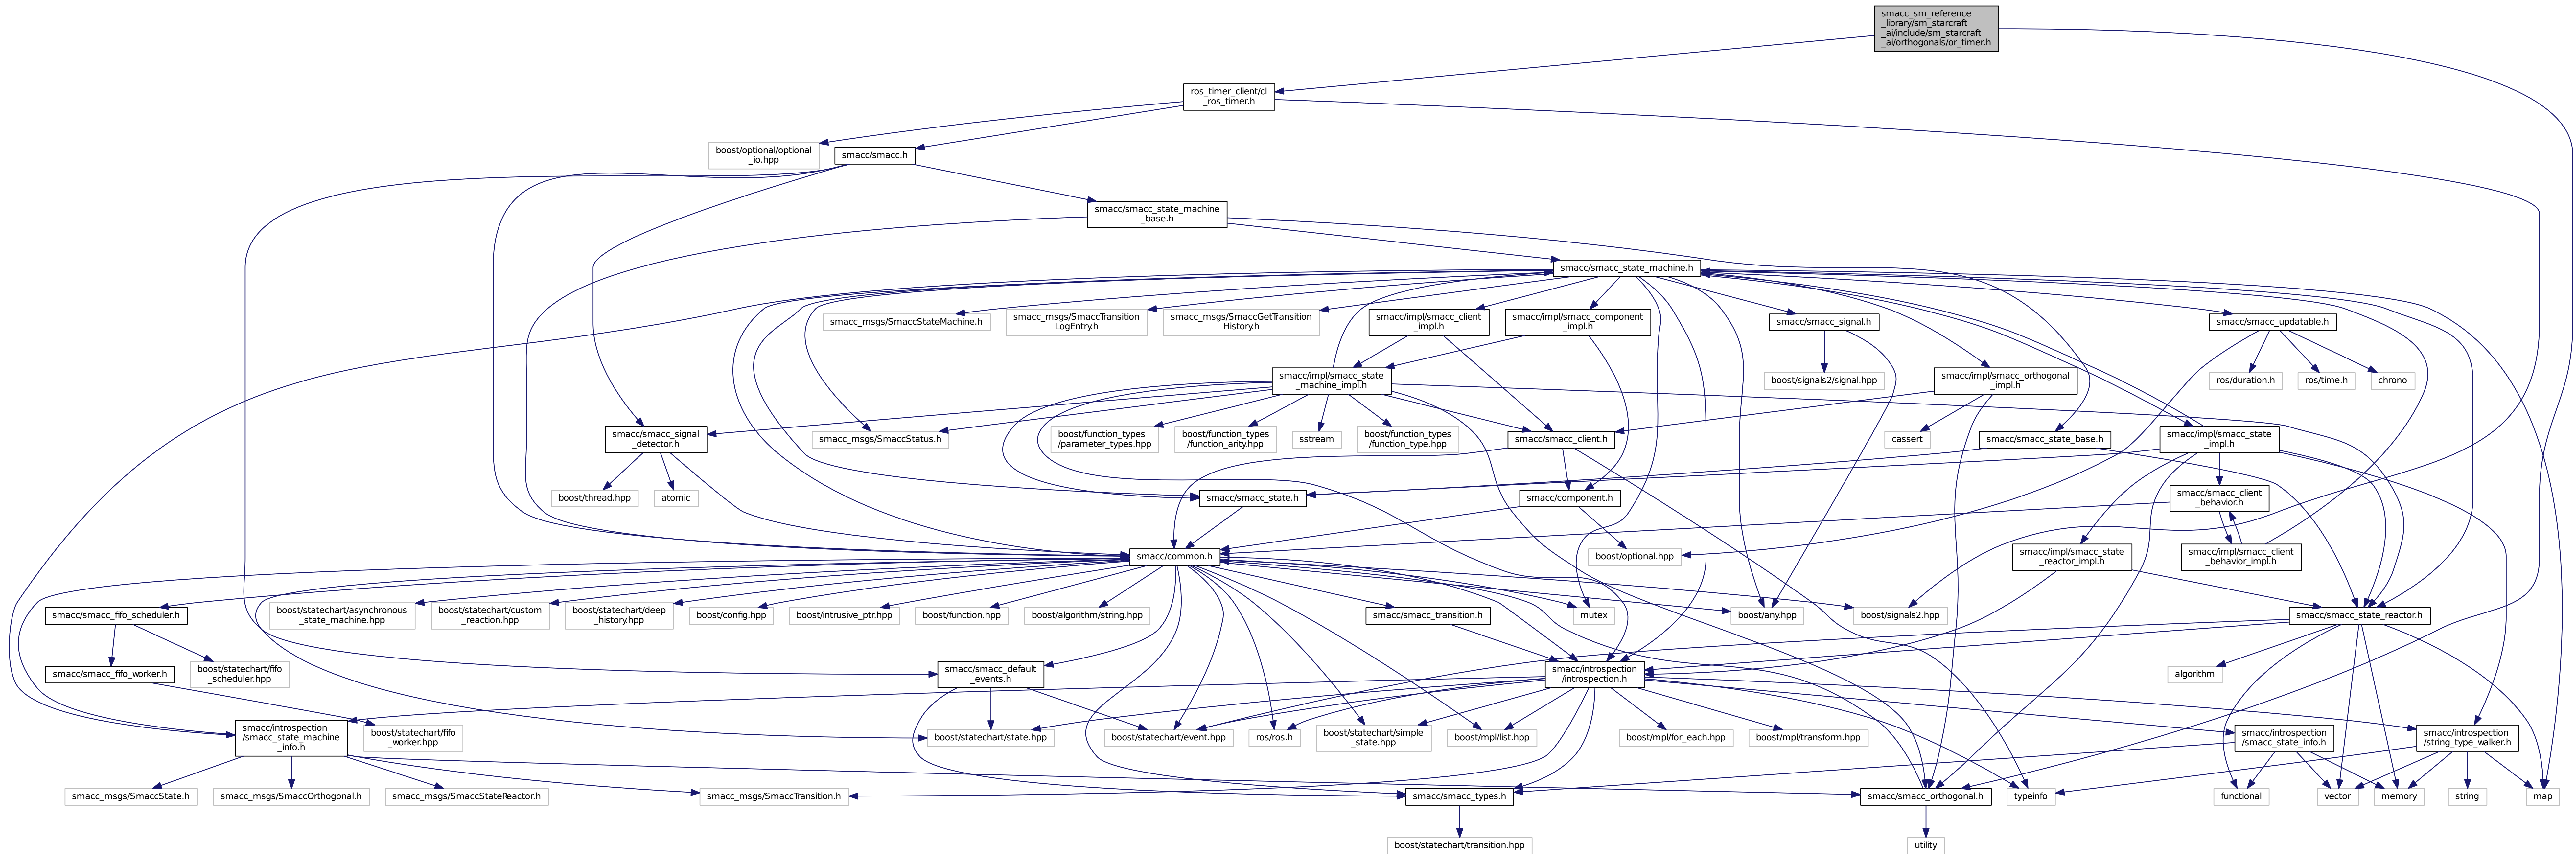 smacc_sm_reference
_library/sm_starcraft
_ai/include/sm_starcraft
_ai/orthogonals/or_timer.h
ros_timer_client/cl
_ros_timer.h
boost/optional/optional
_io.hpp
smacc/smacc.h
smacc/smacc_state_machine
_base.h
smacc/smacc_state_machine.h
smacc_msgs/SmaccStateMachine.h
smacc_msgs/SmaccTransition
LogEntry.h
smacc_msgs/SmaccGetTransition
History.h
smacc/impl/smacc_client
_impl.h
smacc/impl/smacc_component
_impl.h
smacc/smacc_signal.h
smacc/smacc_updatable.h
smacc/impl/smacc_state
_machine_impl.h
boost/signals2/signal.hpp
smacc/impl/smacc_orthogonal
_impl.h
ros/duration.h
ros/time.h
chrono
smacc/smacc_signal
_detector.h
smacc_msgs/SmaccStatus.h
boost/function_types
/parameter_types.hpp
boost/function_types
/function_arity.hpp
sstream
boost/function_types
/function_type.hpp
smacc/smacc_client.h
cassert
smacc/smacc_state_base.h
smacc/impl/smacc_state
_impl.h
boost/thread.hpp
atomic
smacc/smacc_state.h
smacc/component.h
smacc/smacc_client
_behavior.h
smacc/common.h
boost/optional.hpp
smacc/impl/smacc_state
_reactor_impl.h
smacc/impl/smacc_client
_behavior_impl.h
smacc/smacc_fifo_scheduler.h
boost/statechart/asynchronous
_state_machine.hpp
boost/statechart/custom
_reaction.hpp
boost/statechart/deep
_history.hpp
boost/config.hpp
boost/intrusive_ptr.hpp
boost/function.hpp
boost/algorithm/string.hpp
smacc/smacc_transition.h
mutex
boost/any.hpp
boost/signals2.hpp
smacc/smacc_state_reactor.h
smacc/smacc_fifo_worker.h
boost/statechart/fifo
_scheduler.hpp
smacc/smacc_default
_events.h
smacc/introspection
/introspection.h
algorithm
smacc/introspection
/smacc_state_machine
_info.h
boost/statechart/fifo
_worker.hpp
boost/statechart/state.hpp
boost/statechart/event.hpp
ros/ros.h
boost/statechart/simple
_state.hpp
boost/mpl/list.hpp
boost/mpl/for_each.hpp
boost/mpl/transform.hpp
smacc/introspection
/smacc_state_info.h
smacc/introspection
/string_type_walker.h
smacc_msgs/SmaccState.h
smacc_msgs/SmaccOrthogonal.h
smacc_msgs/SmaccStateReactor.h
smacc_msgs/SmaccTransition.h
smacc/smacc_types.h
smacc/smacc_orthogonal.h
typeinfo
functional
vector
memory
string
map
boost/statechart/transition.hpp
utility